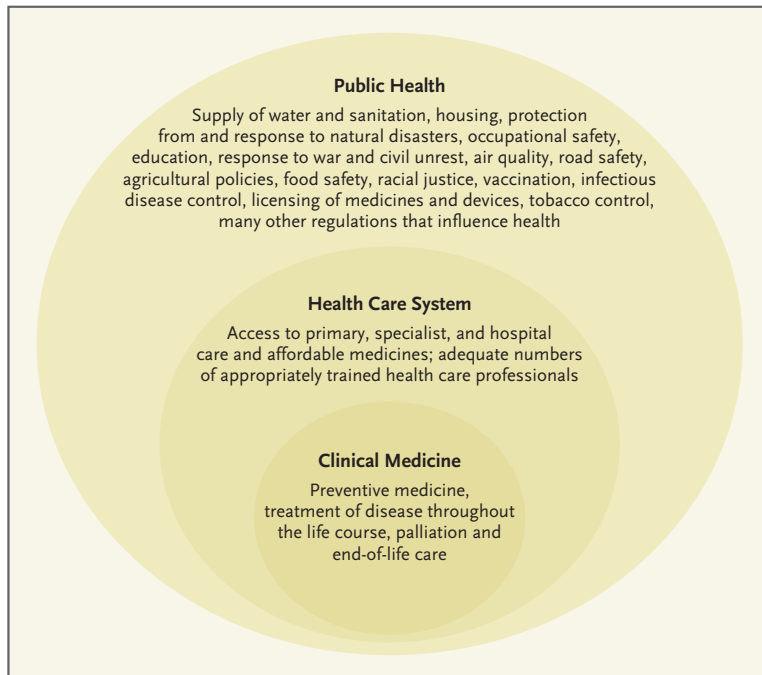 Public Health
Supply of water and sanitation, housing, protection
from and response to natural disasters, occupational safety,
education, response to war and civil unrest, air quality, road safety,
agricultural policies, food safety, racial justice, vaccination, infectious
disease control, licensing of medicines and devices, tobacco control,
many other regulations that influence health
Health Care System
Access to primary, specialist, and hospital
care and affordable medicines; adequate numbers
of appropriately trained health care professionals
Clinical Medicine
Preventive medicine,
treatment of disease throughout
the life course, palliation and
end-of-life care